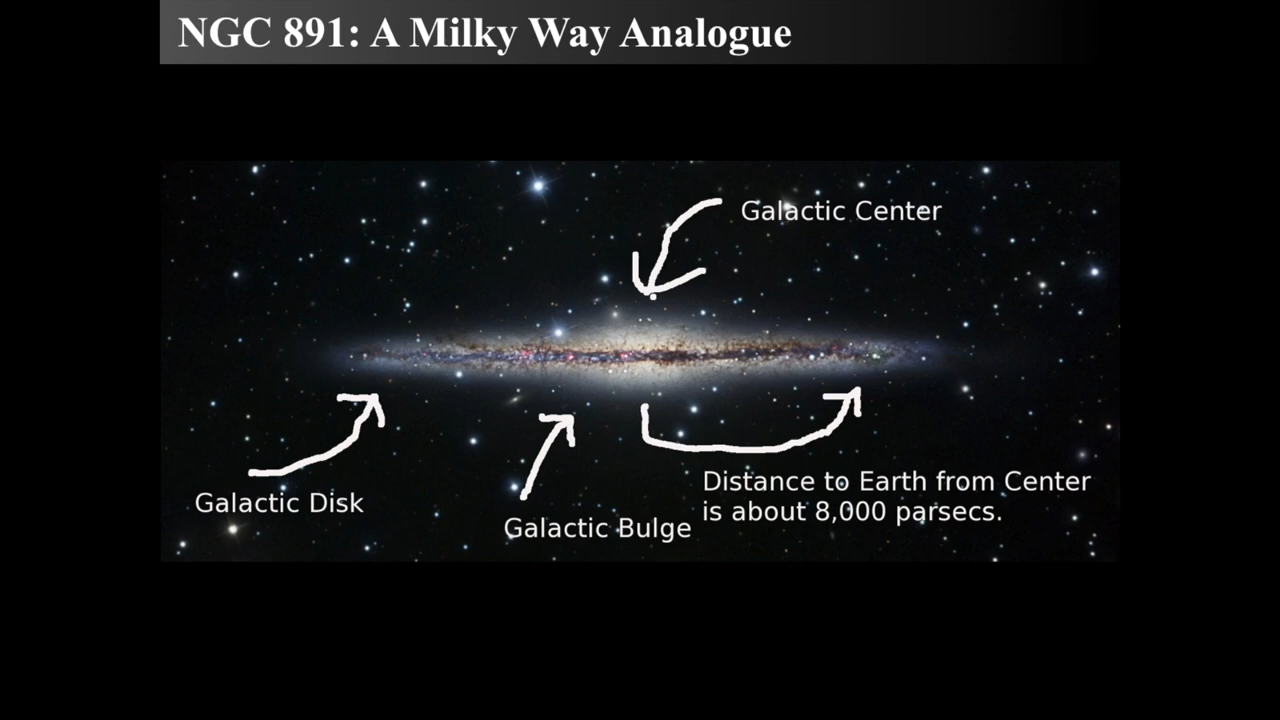 NGC 891: A Milky Way Analogue
Galactic Center
Galactic Disk
Galactic Bulge
Distance to Earth from Center
is about 8,000 parsecs.